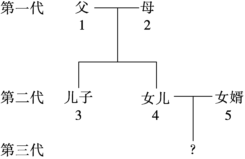 第一代 父 母
1 2
第二代 儿子 女儿 女婿
3 4 5
第三代 ?